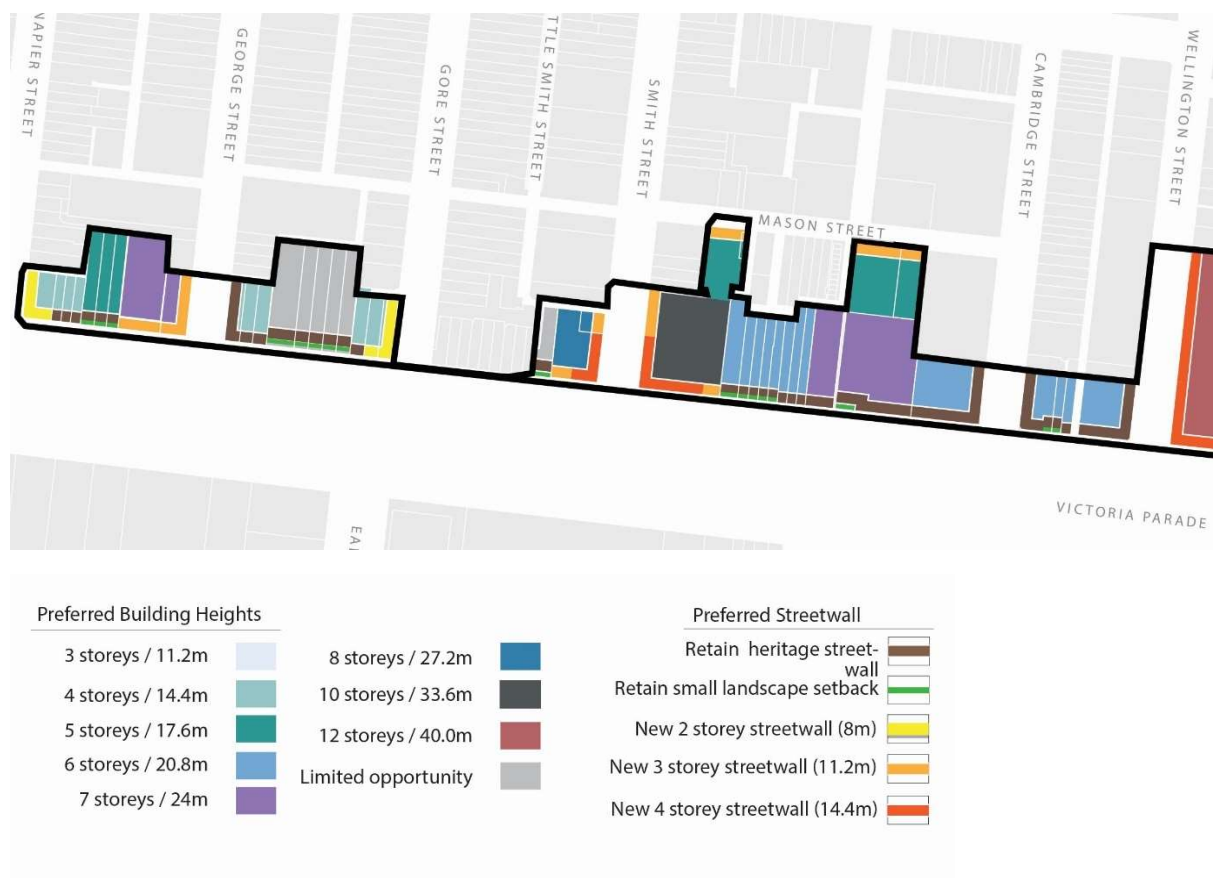 NAPIER STREET
GEORGE STREET
GORE STREET
TTLE SMITH STREET
SMITH STREET
MASON STREET
CAMBRIDGE STREET
WELLINGTON STREET
EA
VICTORIA PARADE
Preferred Building Heights
3 storeys / 11.2m
4 storeys / 14.4m
5 storeys / 17.6m
6 storeys / 20.8m
7 storeys / 24m
8 storeys / 27.2m
10 storeys / 33.6m
12 storeys / 40.0m
Limited opportunity
Preferred Streetwall
Retain heritage street-
wall
Retain small landscape setback
New 2 storey streetwall (8m)
New 3 storey streetwall (11.2m)
New 4 storey streetwall (14.4m)